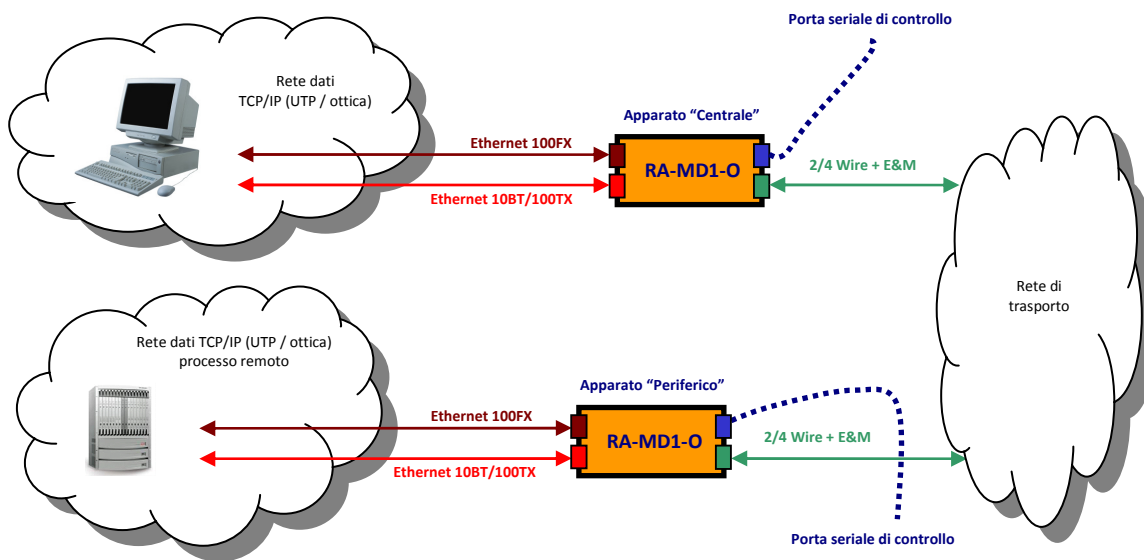 Porta seriale di controllo
Rete dati
TCP/IP (UTP / ottica)
Apparato “Centrale”
Ethernet 100FX
RA-MD1-O
2/4 Wire + E&M
Ethernet 10BT/100TX
Rete di
trasporto
Rete dati TCP/IP (UTP / ottica)
processo remoto
Apparato “Periferico”
Ethernet 100FX
RA-MD1-O
2/4 Wire + E&M
Ethernet 10BT/100TX
Porta seriale di controllo